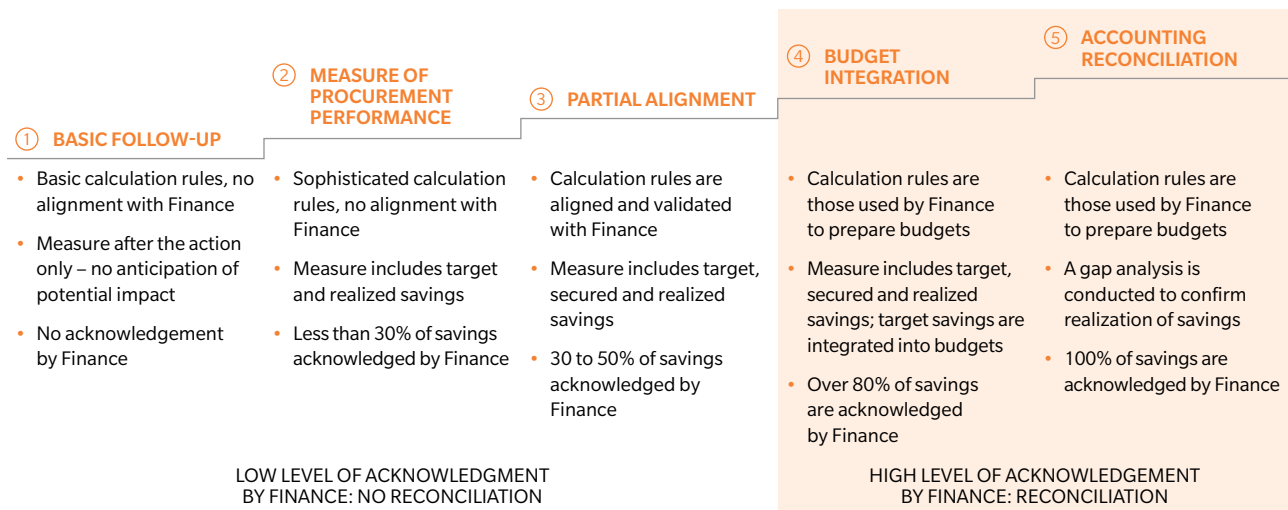 ① BASIC FOLLOW-UP
• Basic calculation rules, no
alignment with Finance
• Measure after the action
only – no anticipation of
potential impact
• No acknowledgement
by Finance
② MEASURE OF
PROCUREMENT
PERFORMANCE
• Sophisticated calculation
rules, no alignment with
Finance
• Measure includes target
and realized savings
• Less than 30% of savings
acknowledged by Finance
③ PARTIAL ALIGNMENT
• Calculation rules are
aligned and validated
with Finance
• Measure includes target,
secured and realized
savings
• 30 to 50% of savings
acknowledged by
Finance
④ BUDGET
INTEGRATION
• Calculation rules are
those used by Finance
to prepare budgets
• Measure includes target,
secured and realized
savings; target savings are
integrated into budgets
• Over 80% of savings
are acknowledged
by Finance
⑤ ACCOUNTING
RECONCILIATION
• Calculation rules are
those used by Finance
to prepare budgets
• A gap analysis is
conducted to confirm
realization of savings
• 100% of savings are
acknowledged by Finance
LOW LEVEL OF ACKNOWLEDGMENT
BY FINANCE: NO RECONCILIATION
HIGH LEVEL OF ACKNOWLEDGEMENT
BY FINANCE: RECONCILIATION